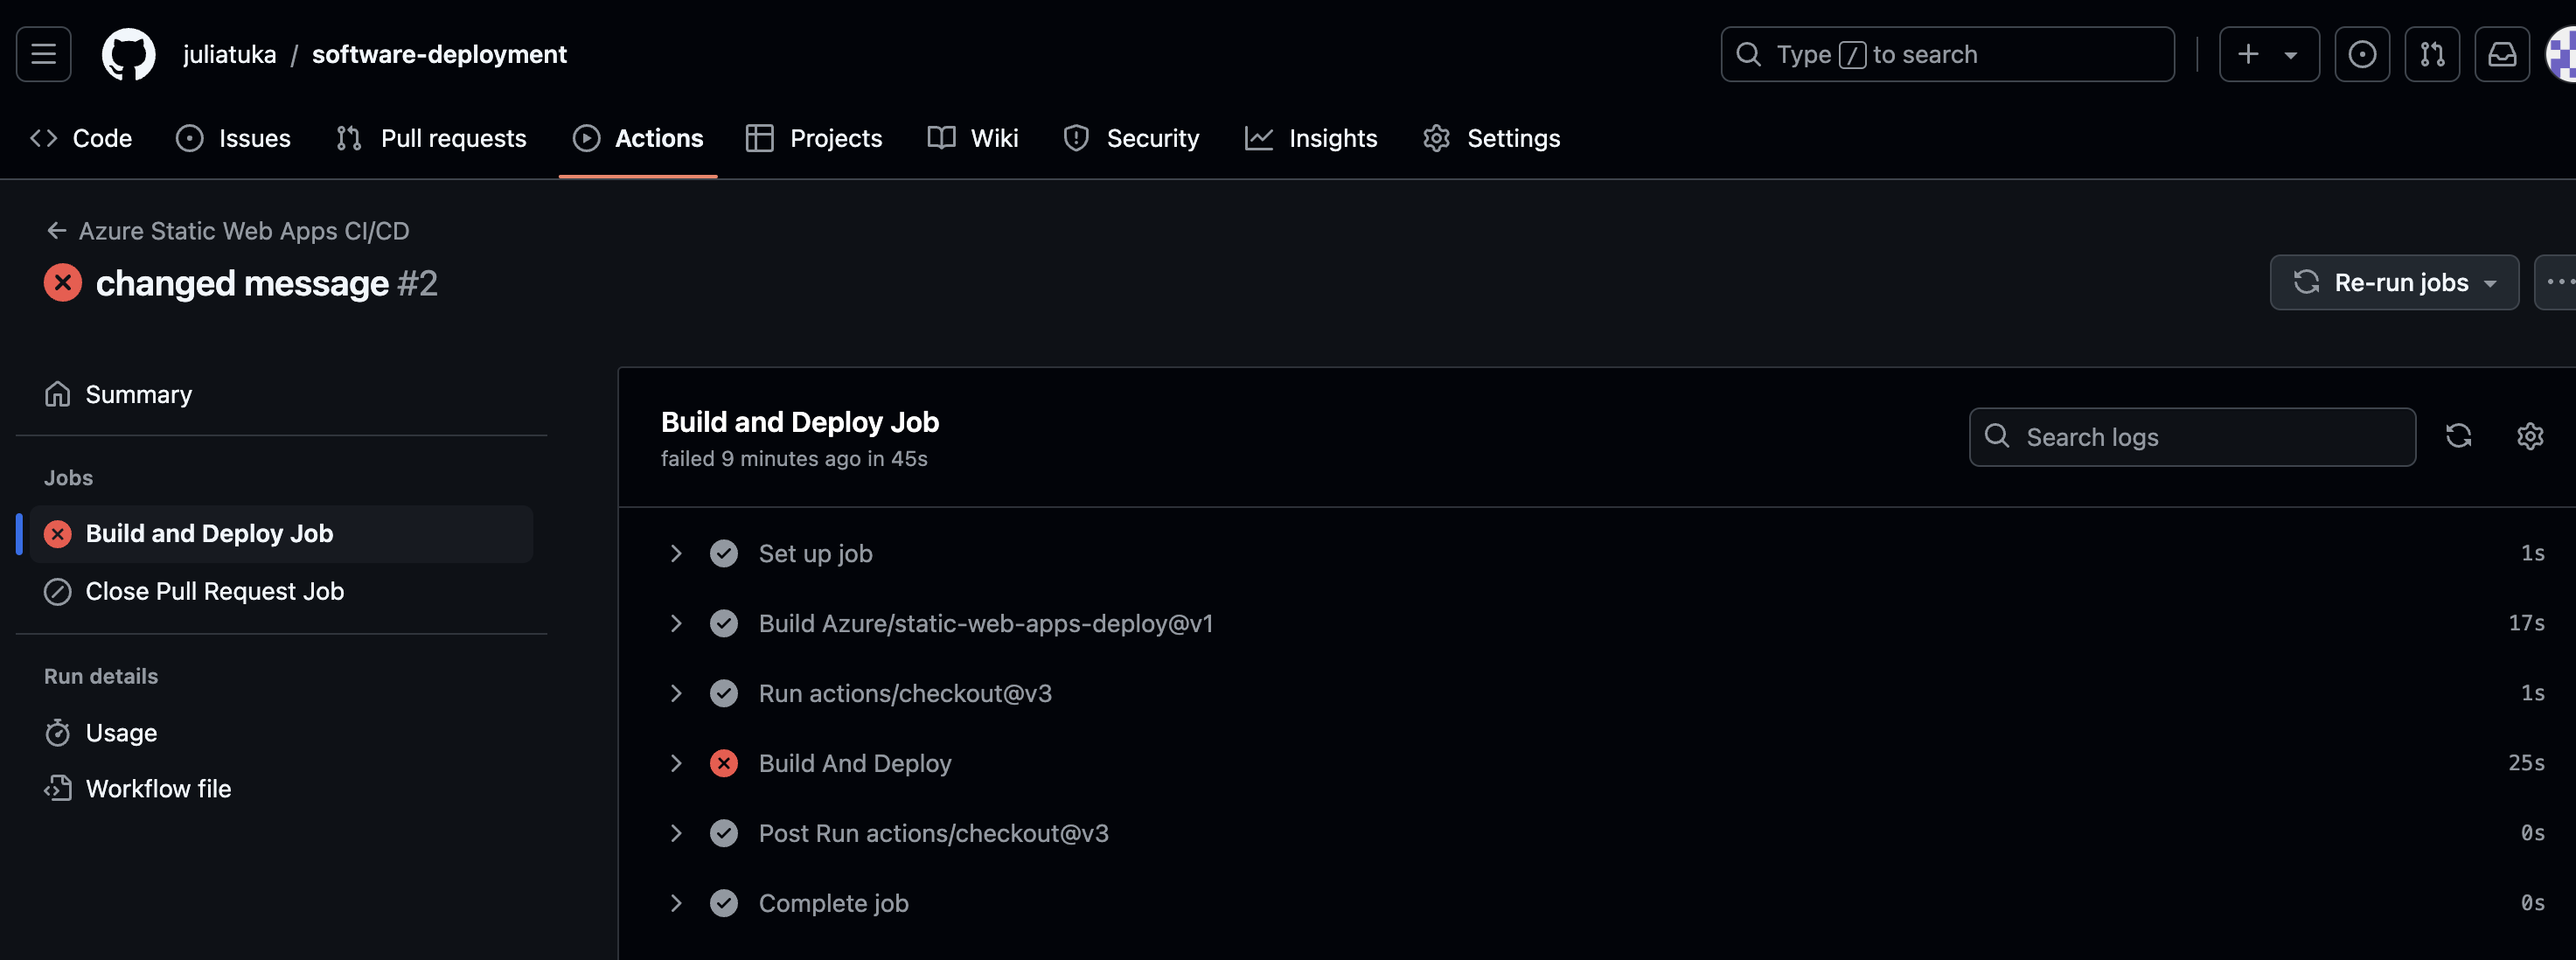 juliatuka / software-deployment
Type / to search
Code Issues Pull requests Actions Projects Wiki Security Insights Settings
Azure Static Web Apps CI/CD
changed message #2
Re-run jobs
Summary
Jobs
Build and Deploy Job
Close Pull Request Job
Run details
Usage
Workflow file
Build and Deploy Job
failed 9 minutes ago in 45s
Search logs
Set up job 1s
Build Azure/static-web-apps-deploy@v1 17s
Run actions/checkout@v3 1s
Build And Deploy 25s
Post Run actions/checkout@v3 0s
Complete job 0s